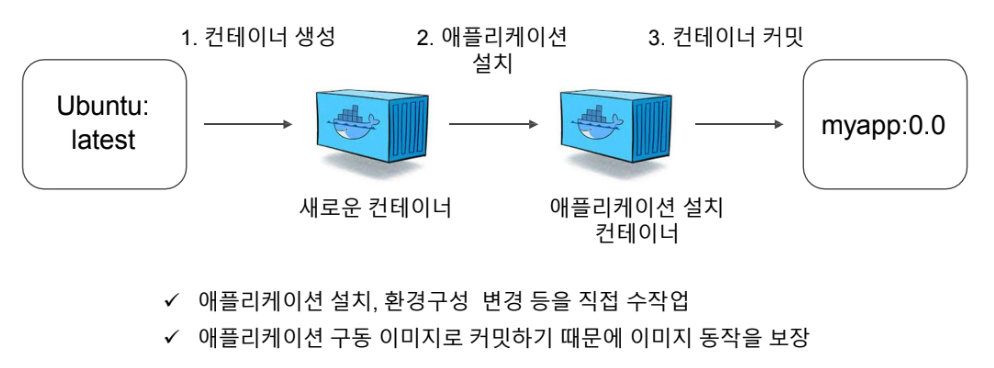 1. 컨테이너 생성
2. 애플리케이션
설치
3. 컨테이너 커밋
Ubuntu:
latest
myapp:0.0
새로운 컨테이너
애플리케이션 설치
컨테이너
✓ 애플리케이션 설치, 환경구성 변경 등을 직접 수작업
✓ 애플리케이션 구동 이미지로 커밋하기 때문에 이미지 동작을 보장